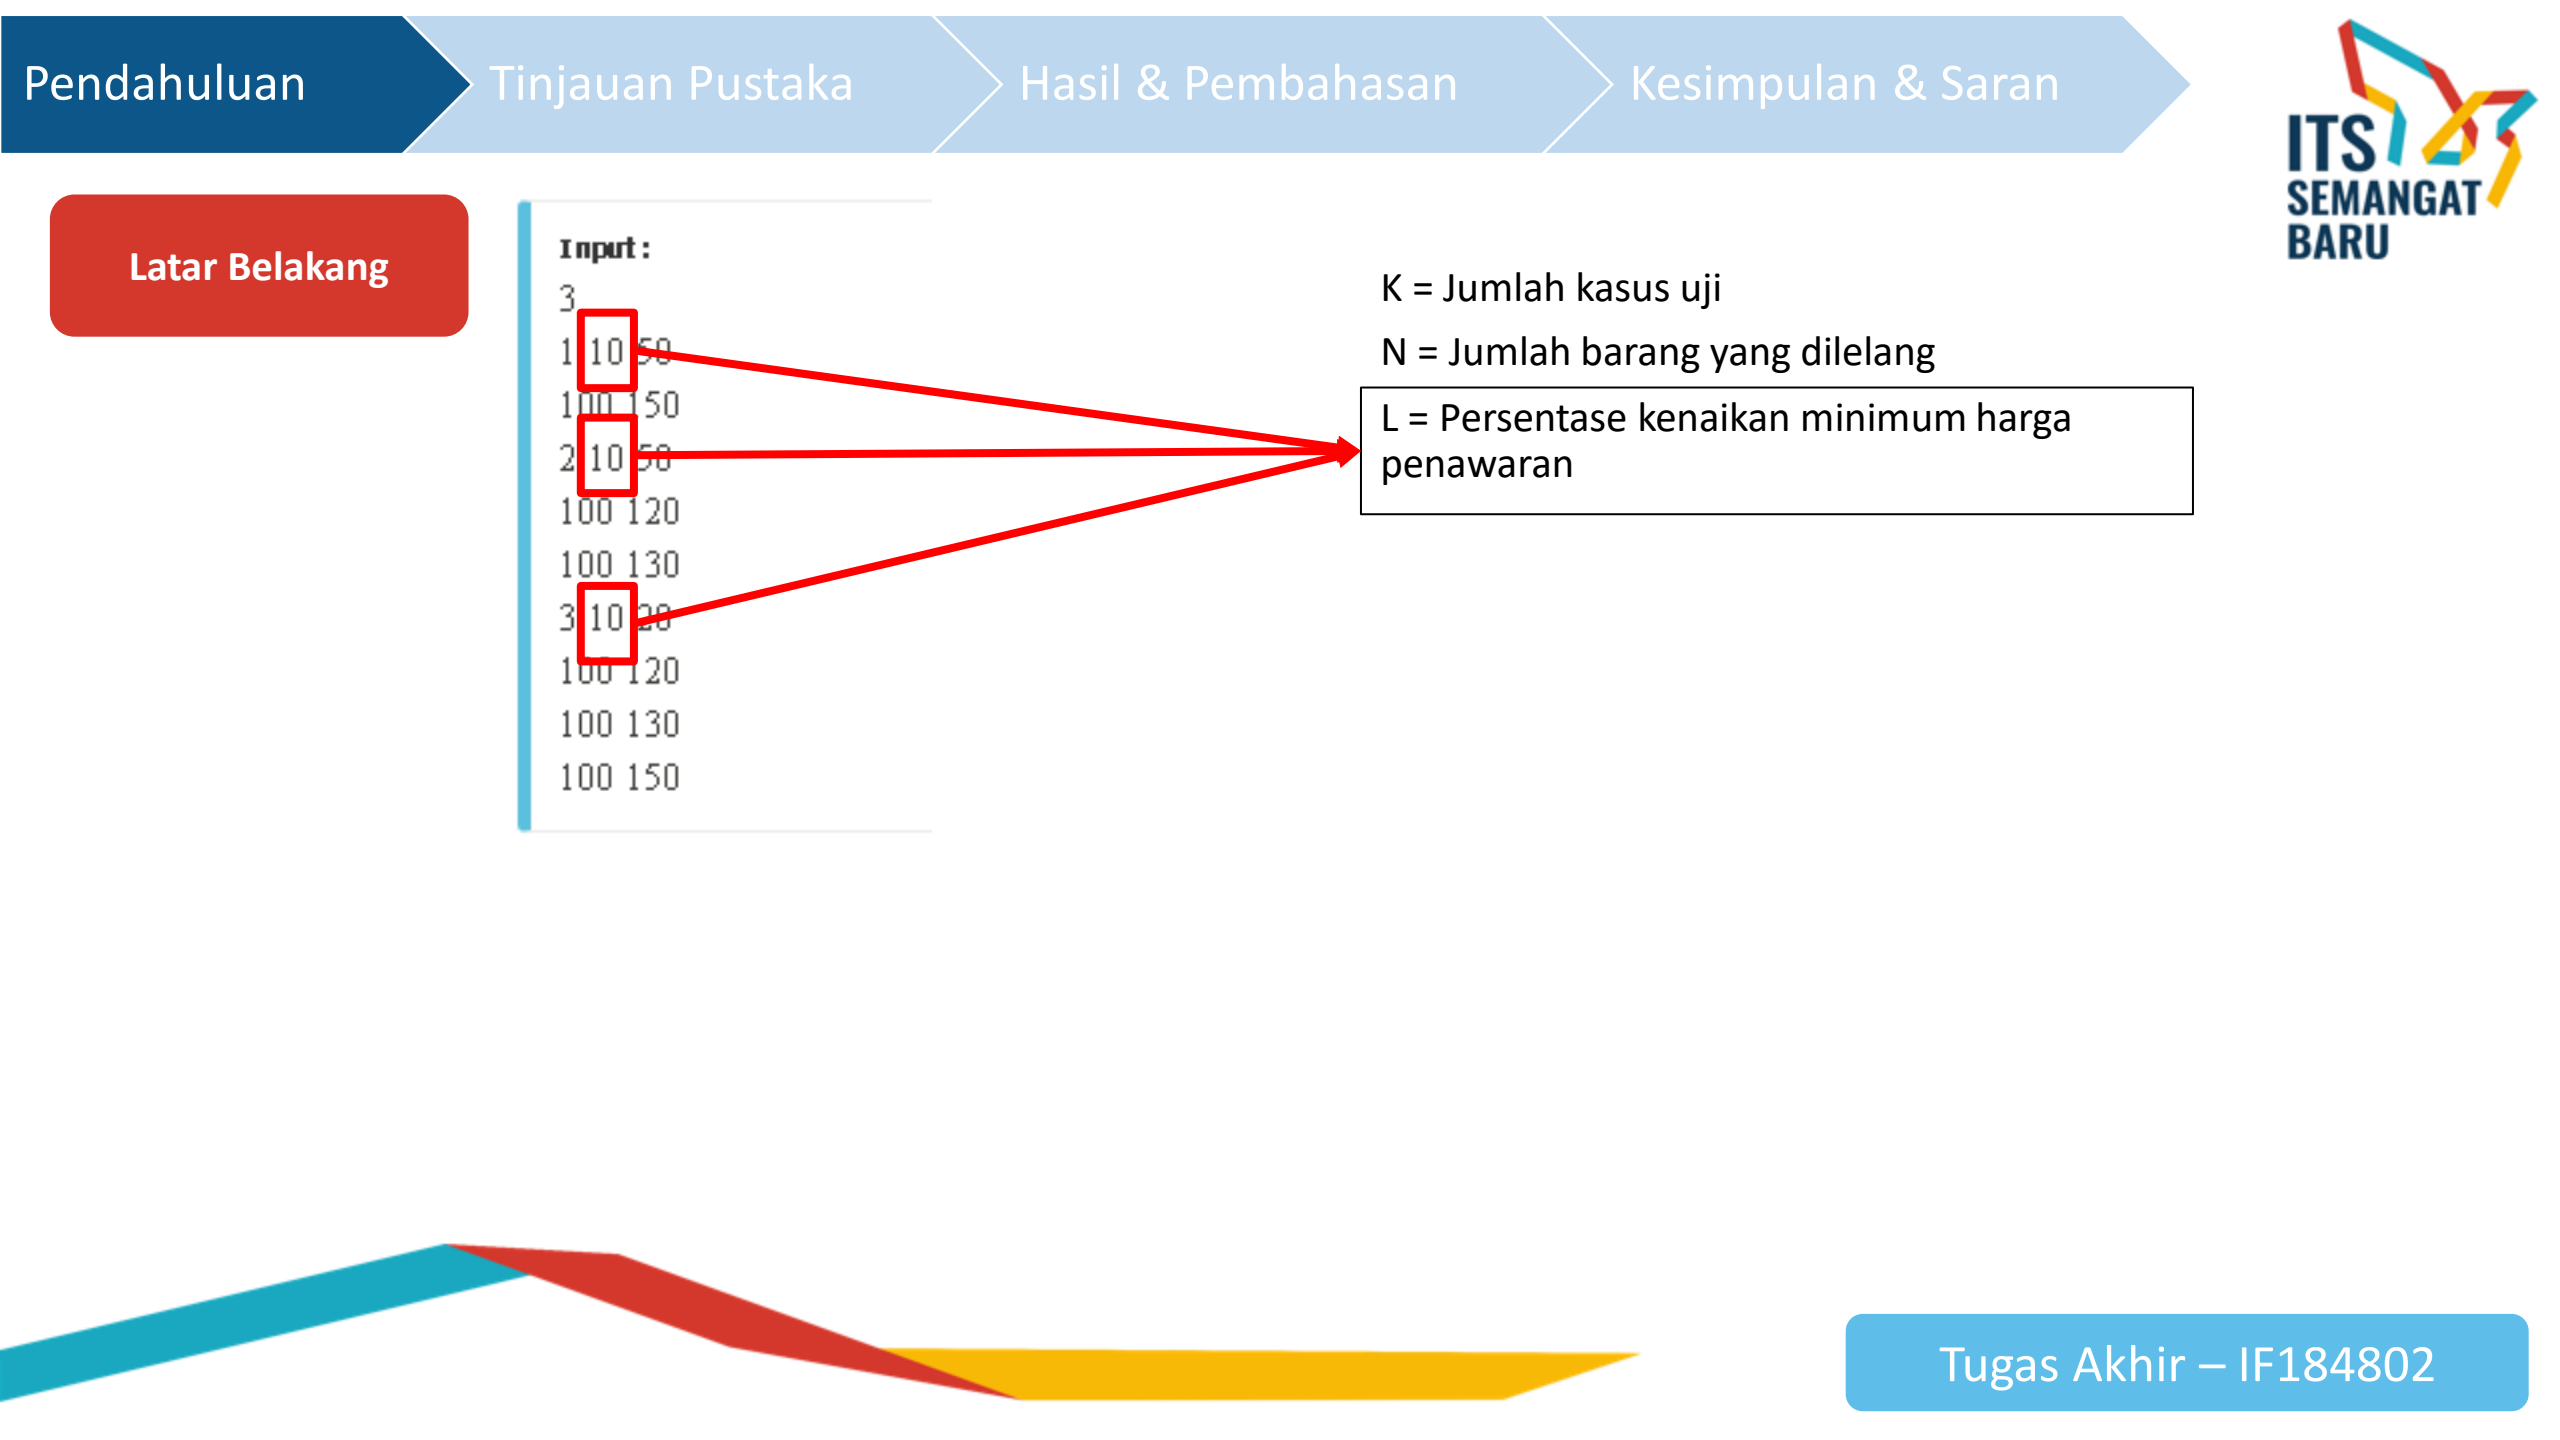 Pendahuluan
Tinjauan Pustaka
Hasil & Pembahasan
Kesimpulan & Saran
ITS
SEMANGAT
BARU
Latar Belakang
Input:
3
1 10 50
100 150
2 10 50
100 120
100 130
3 10 20
100 120
100 130
100 150
K = Jumlah kasus uji
N = Jumlah barang yang dilelang
L = Persentase kenaikan minimum harga
penawaran
Tugas Akhir – IF184802